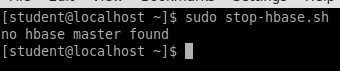 [student@localhost ~]$ sudo stop-hbase.sh
no hbase master found
[student@localhost ~]$